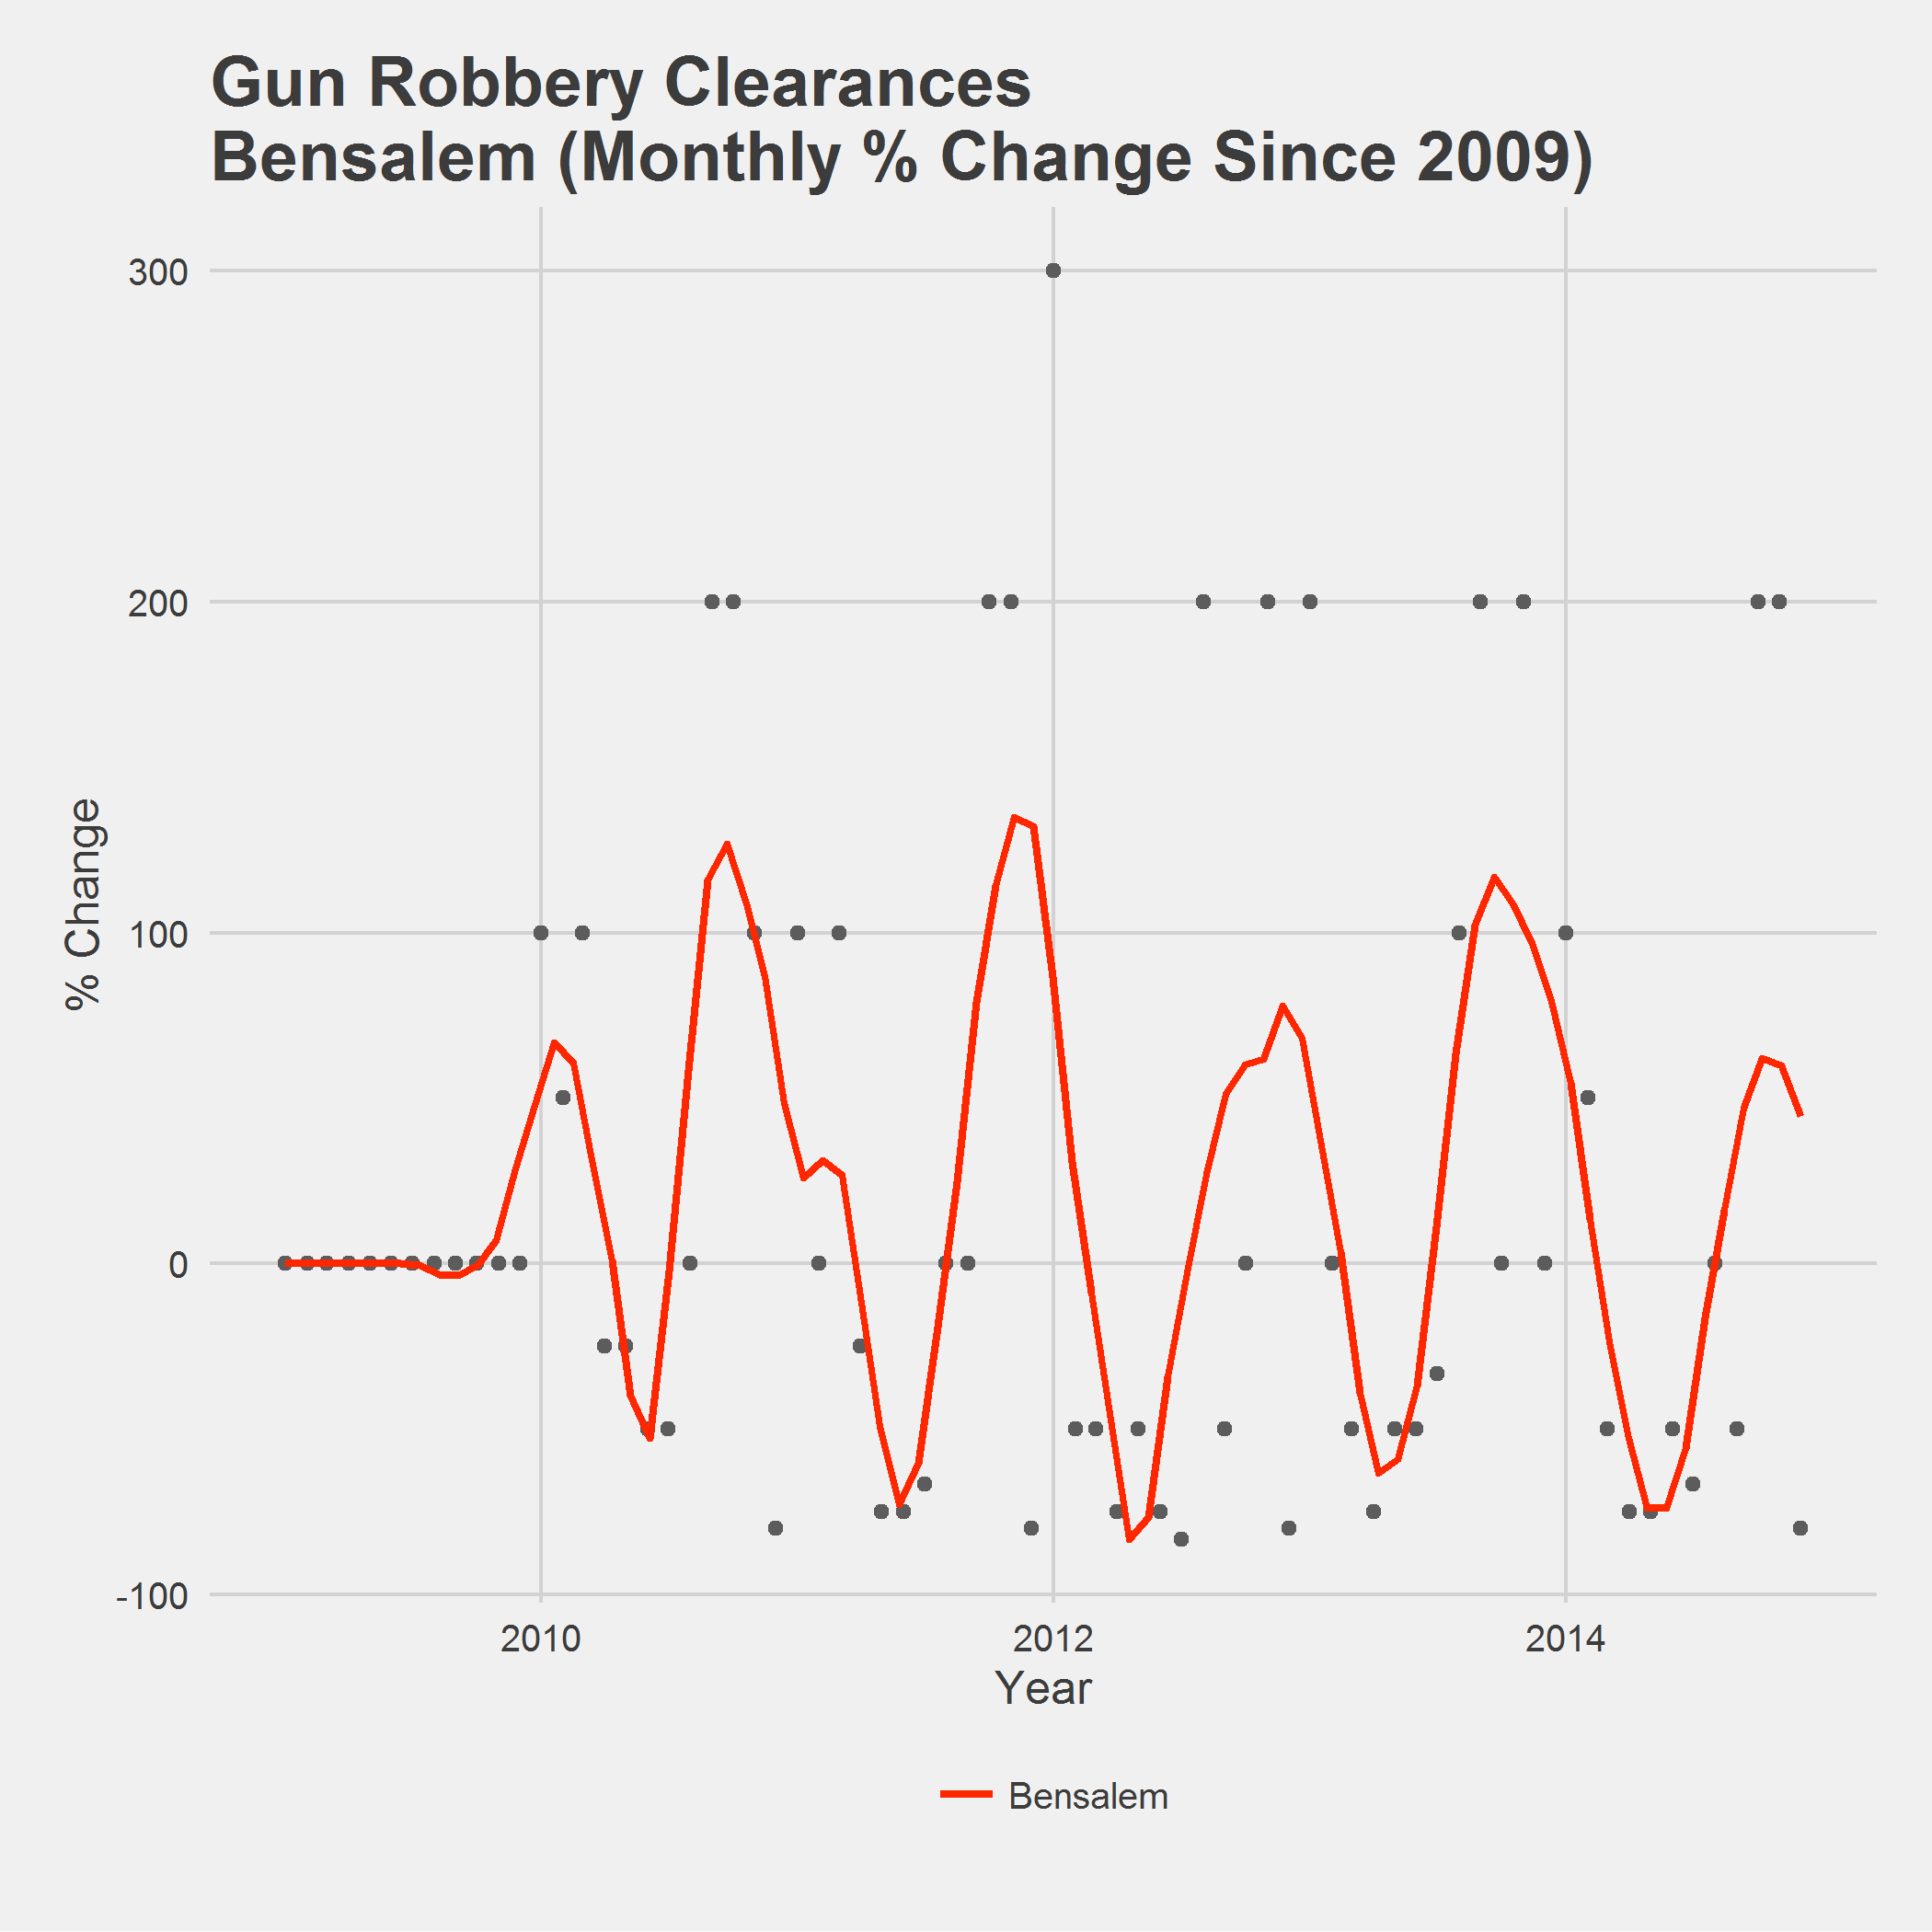 Gun Robbery Clearances
Bensalem (Monthly % Change Since 2009)
300
200
100
0
-100
% Change
2010 2012 2014
Year
Bensalem